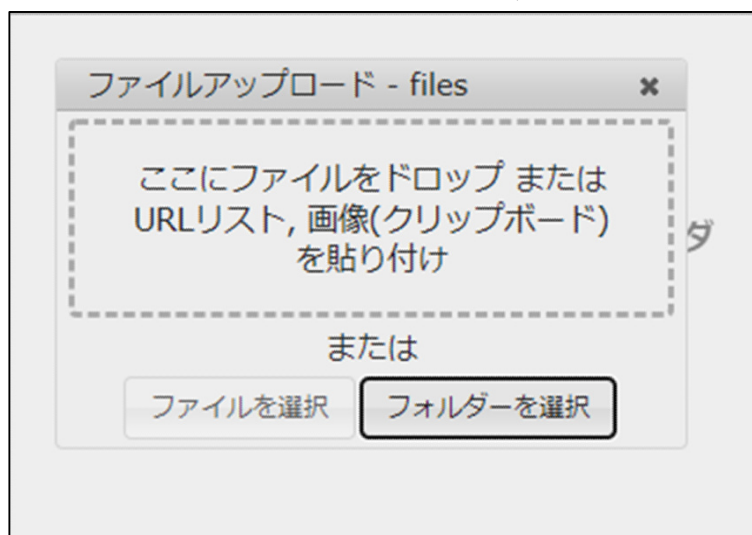 ファイルアップロード - files
ここにファイルをドロップ または
URLリスト, 画像(クリップボード)
を貼り付け
ダ
または
ファイルを選択 フォルダーを選択